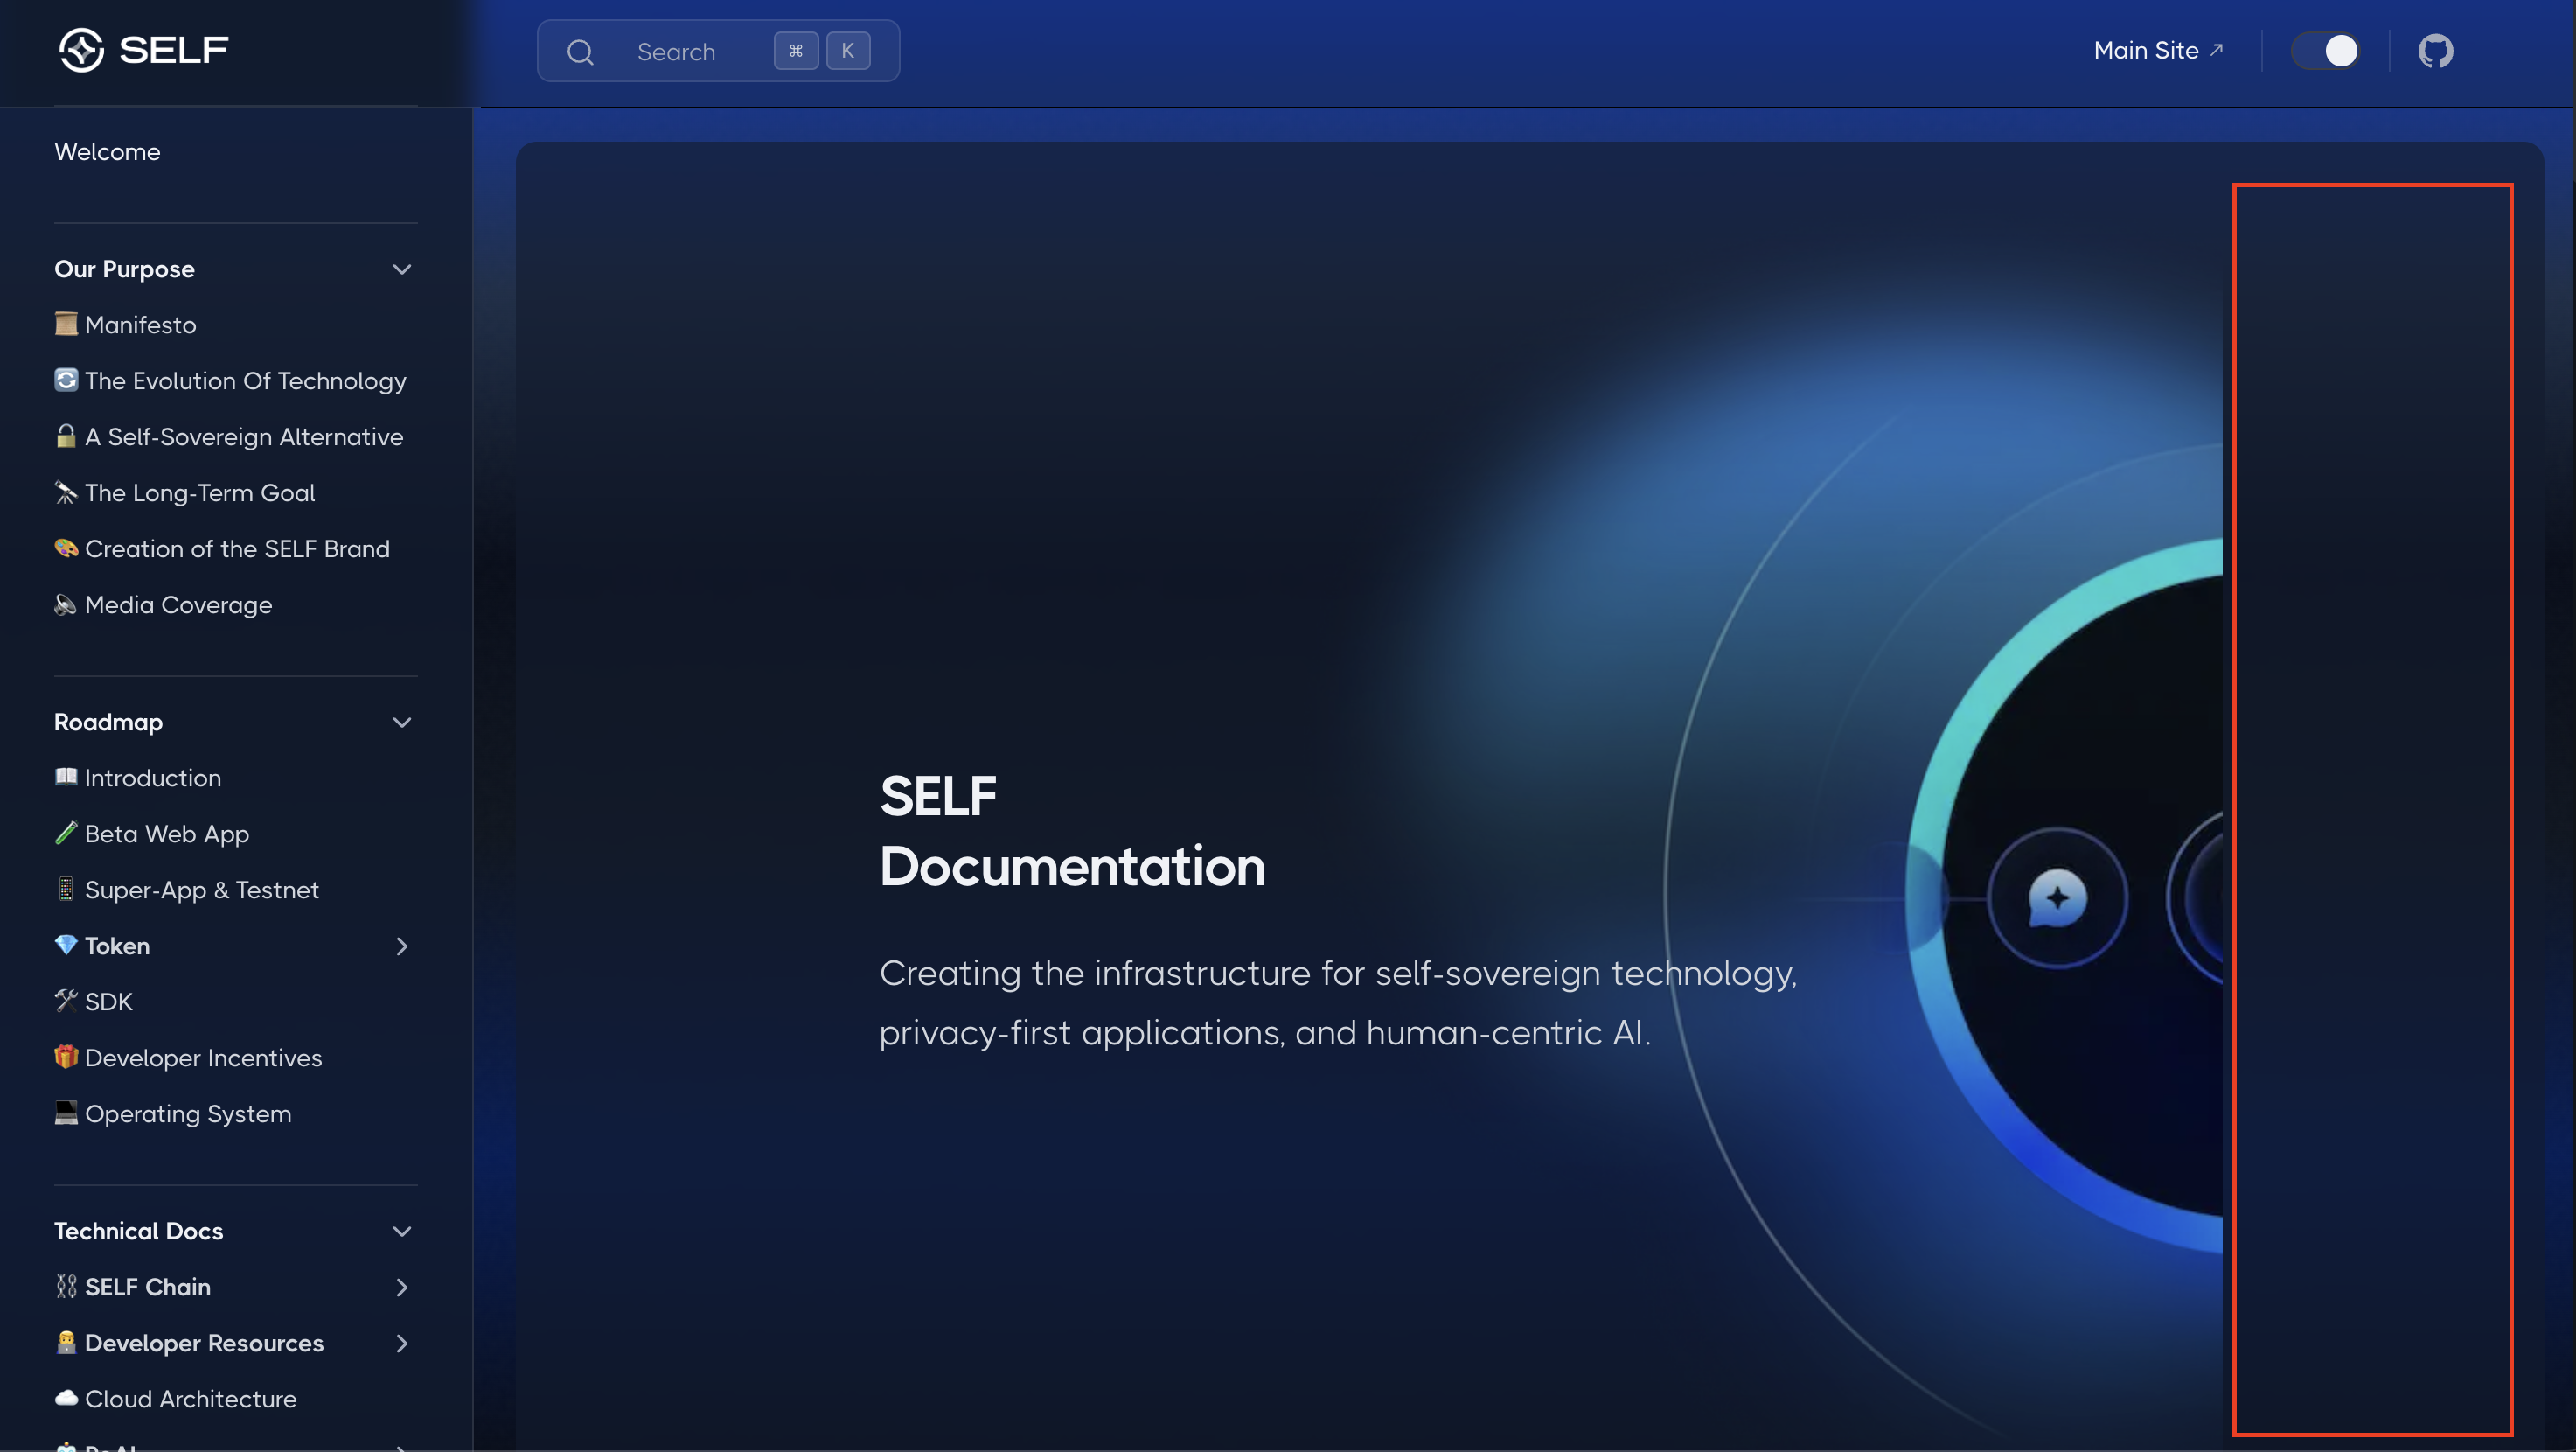 SELF
Search ⌘ K
Main Site ↗
Welcome
Our Purpose
Manifesto
The Evolution Of Technology
A Self-Sovereign Alternative
The Long-Term Goal
Creation of the SELF Brand
Media Coverage
Roadmap
Introduction
Beta Web App
Super-App & Testnet
Token
SDK
Developer Incentives
Operating System
Technical Docs
SELF Chain
Developer Resources
Cloud Architecture
SELF
Documentation
Creating the infrastructure for self-sovereign technology,
privacy-first applications, and human-centric AI.